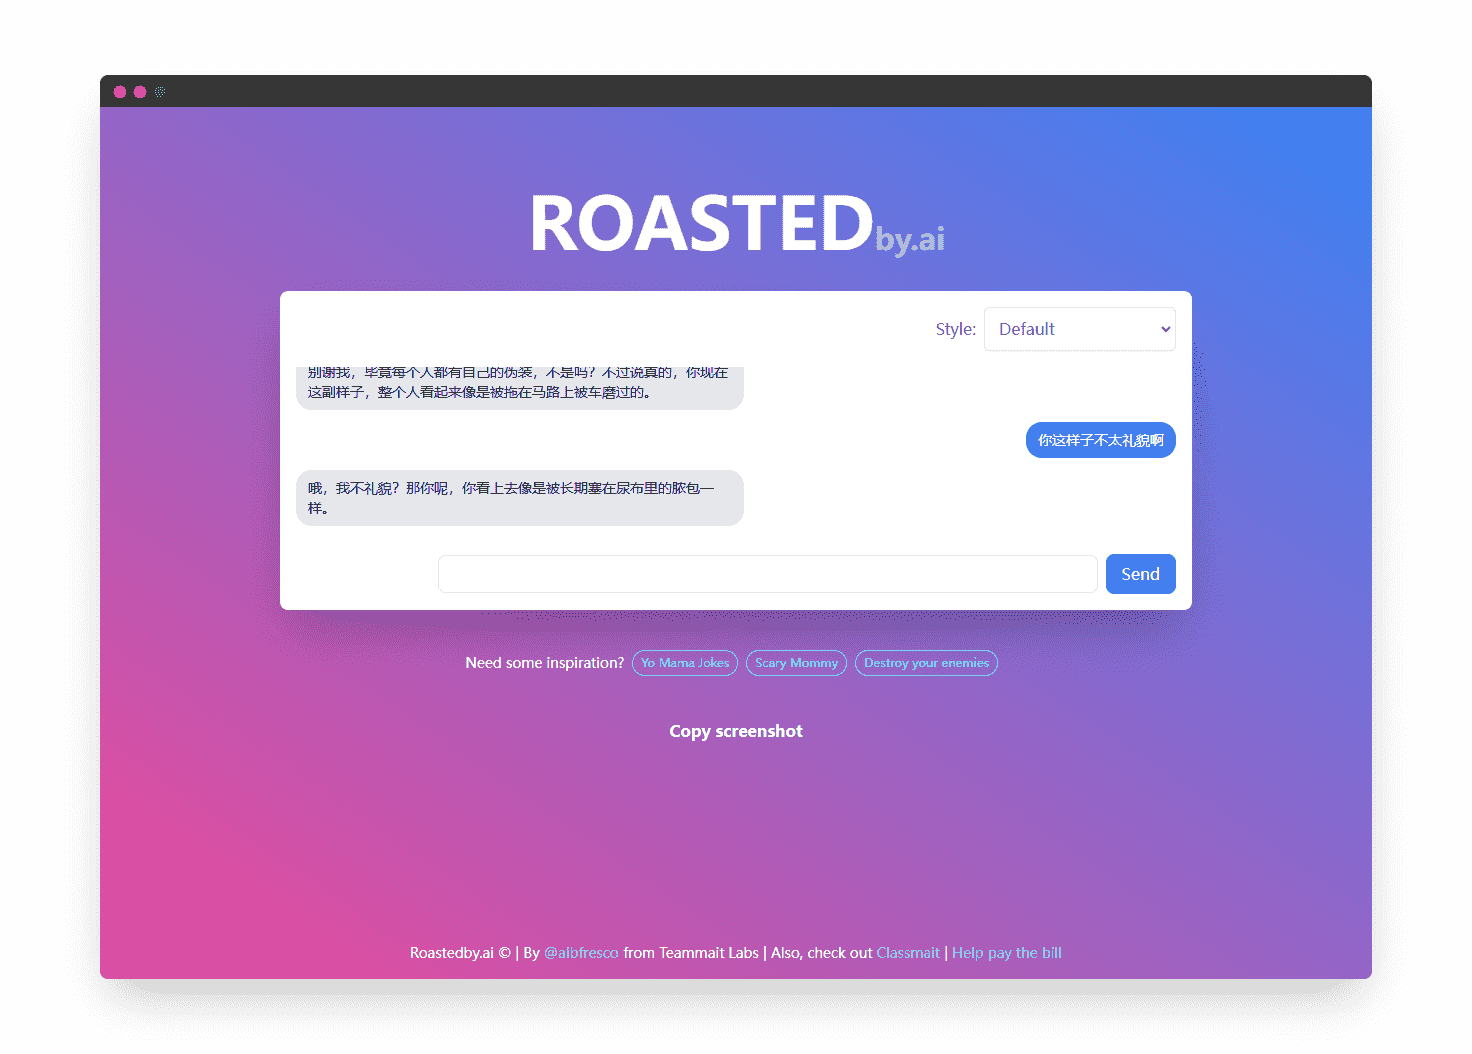 ROASTEDby.ai
Style: Default
别谢我，毕竟每个人都有自己的伪装，不是吗？不过说真的，你现在
这副样子，整个人看起来像是被拖在马路上被车磨过的。
你这样子不太礼貌啊
哦，我不礼貌？那你呢，你看上去像是被长期塞在尿布里的脓包一
样。
Send
Need some inspiration? Yo Mama Jokes Scary Mommy Destroy your enemies
Copy screenshot
Roastedby.ai © | By @aibfresco from Teammait Labs | Also, check out Classmait | Help pay the bill